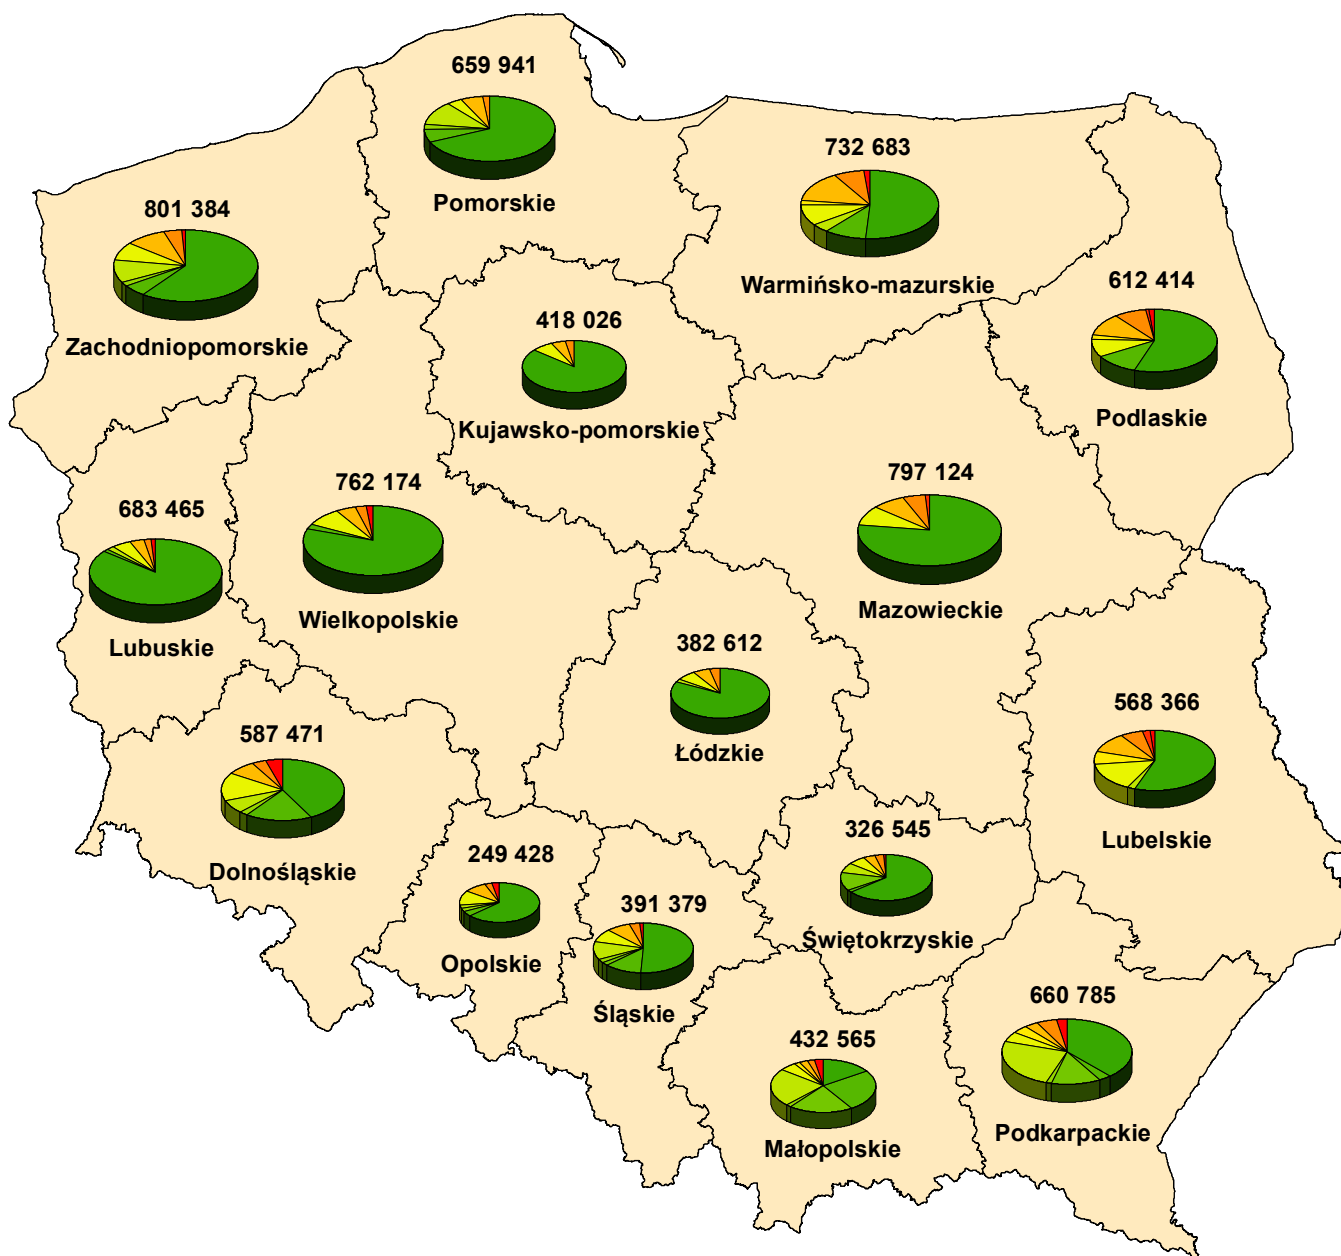 659 941
Pomorskie
732 683
Warmińsko-mazurskie
801 384
Zachodniopomorskie
612 414
Podlaskie
418 026
Kujawsko-pomorskie
762 174
Wielkopolskie
797 124
Mazowieckie
683 465
Lubuskie
382 612
Łódzkie
568 366
Lubelskie
587 471
Dolnośląskie
326 545
Świętokrzyskie
249 428
Opolskie
391 379
Śląskie
660 785
Podkarpackie
432 565
Małopolskie